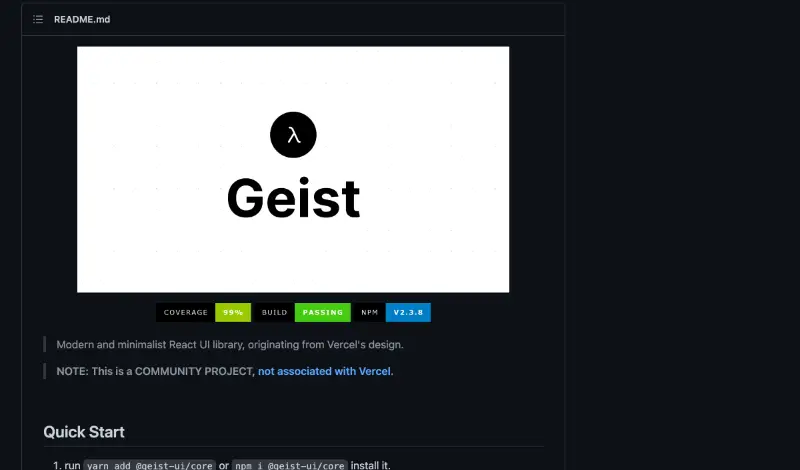 README.md
λ
Geist
COVERAGE 99% BUILD PASSING NPM V2.3.8
Modern and minimalist React UI library, originating from Vercel's design.
NOTE: This is a COMMUNITY PROJECT, not associated with Vercel.
Quick Start
1. run yarn add @geist-ui/core or npm i @geist-ui/core install it.